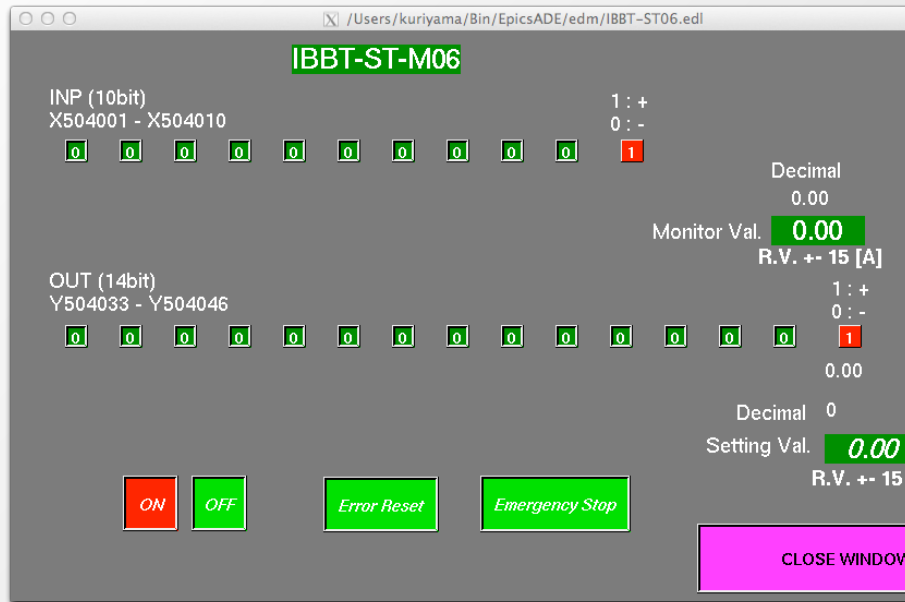 /Users/kuriyama/Bin/EpicsADE/edm/IBBT-ST06.edl
IBBT-ST-M06
INP (10bit)
X504001 - X504010
1 : +
0 : -
0 0 0 0 0 0 0 0 0 0 1
Decimal
0.00
Monitor Val. 0.00
R.V. +- 15 [A]
OUT (14bit)
Y504033 - Y504046
1 : +
0 : -
0 0 0 0 0 0 0 0 0 0 0 0 0 0 1
0.00
Decimal 0
Setting Val. 0.00
R.V. +- 15
ON OFF Error Reset Emergency Stop
CLOSE WINDOW